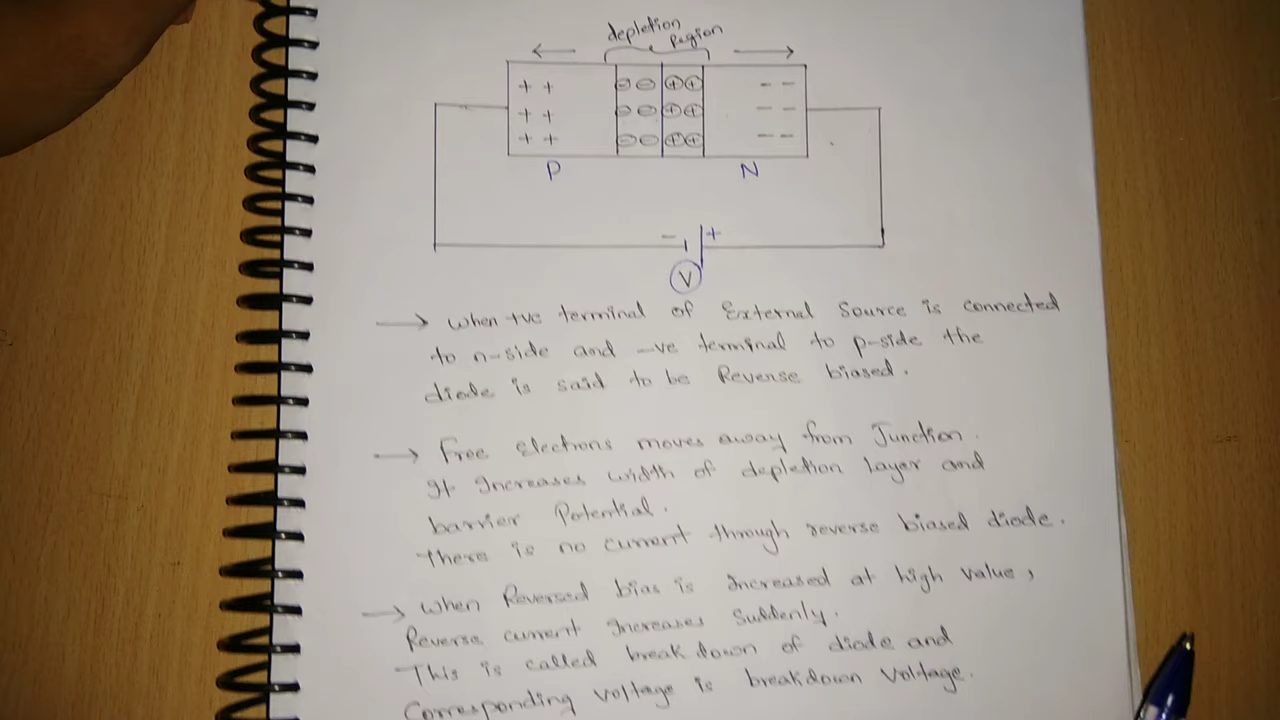 depletion
Region
+ + - - + + - -
+ + - - + + - -
+ + - - + + - -
P N
- +
V
→ When +ve terminal of External Source is connected
to n-side and -ve terminal to p-side the
diode is said to be Reverse biased.
→ Free electrons moves away from Junction.
It Increases width of depletion layer and
barrier Potential.
There is no current through reverse biased diode.
→ When Reversed bias is Increased at high value,
Reverse current Increases Suddenly.
This is called breakdown of diode and
Corresponding voltage is breakdown voltage.